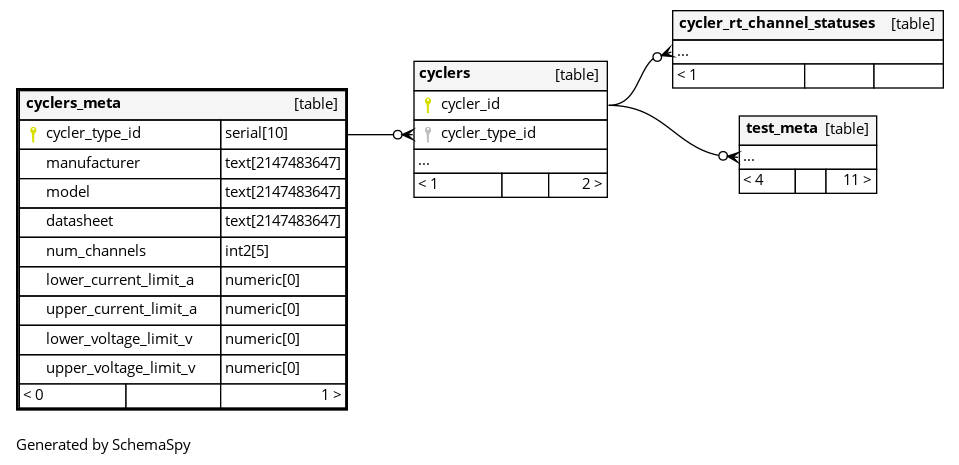 cyclers_meta [table]
cycler_type_id serial[10]
manufacturer text[2147483647]
model text[2147483647]
datasheet text[2147483647]
num_channels int2[5]
lower_current_limit_a numeric[0]
upper_current_limit_a numeric[0]
lower_voltage_limit_v numeric[0]
upper_voltage_limit_v numeric[0]
< 0 1 >
cyclers [table]
cycler_id
cycler_type_id
...
< 1 2 >
cycler_rt_channel_statuses [table]
...
< 1
test_meta [table]
...
< 4 11 >
Generated by SchemaSpy